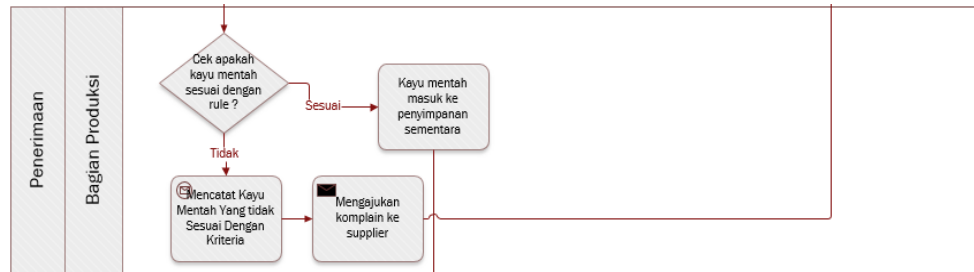 Penerimaan
Bagian Produksi
Cek apakah
kayu mentah
sesuai dengan
rule ?
Sesuai
Kayu mentah
masuk ke
penyimpanan
sementara
Tidak
Mencatat Kayu
Mentah Yang tidak
Sesuai Dengan
Kriteria
Mengajukan
komplain ke
supplier